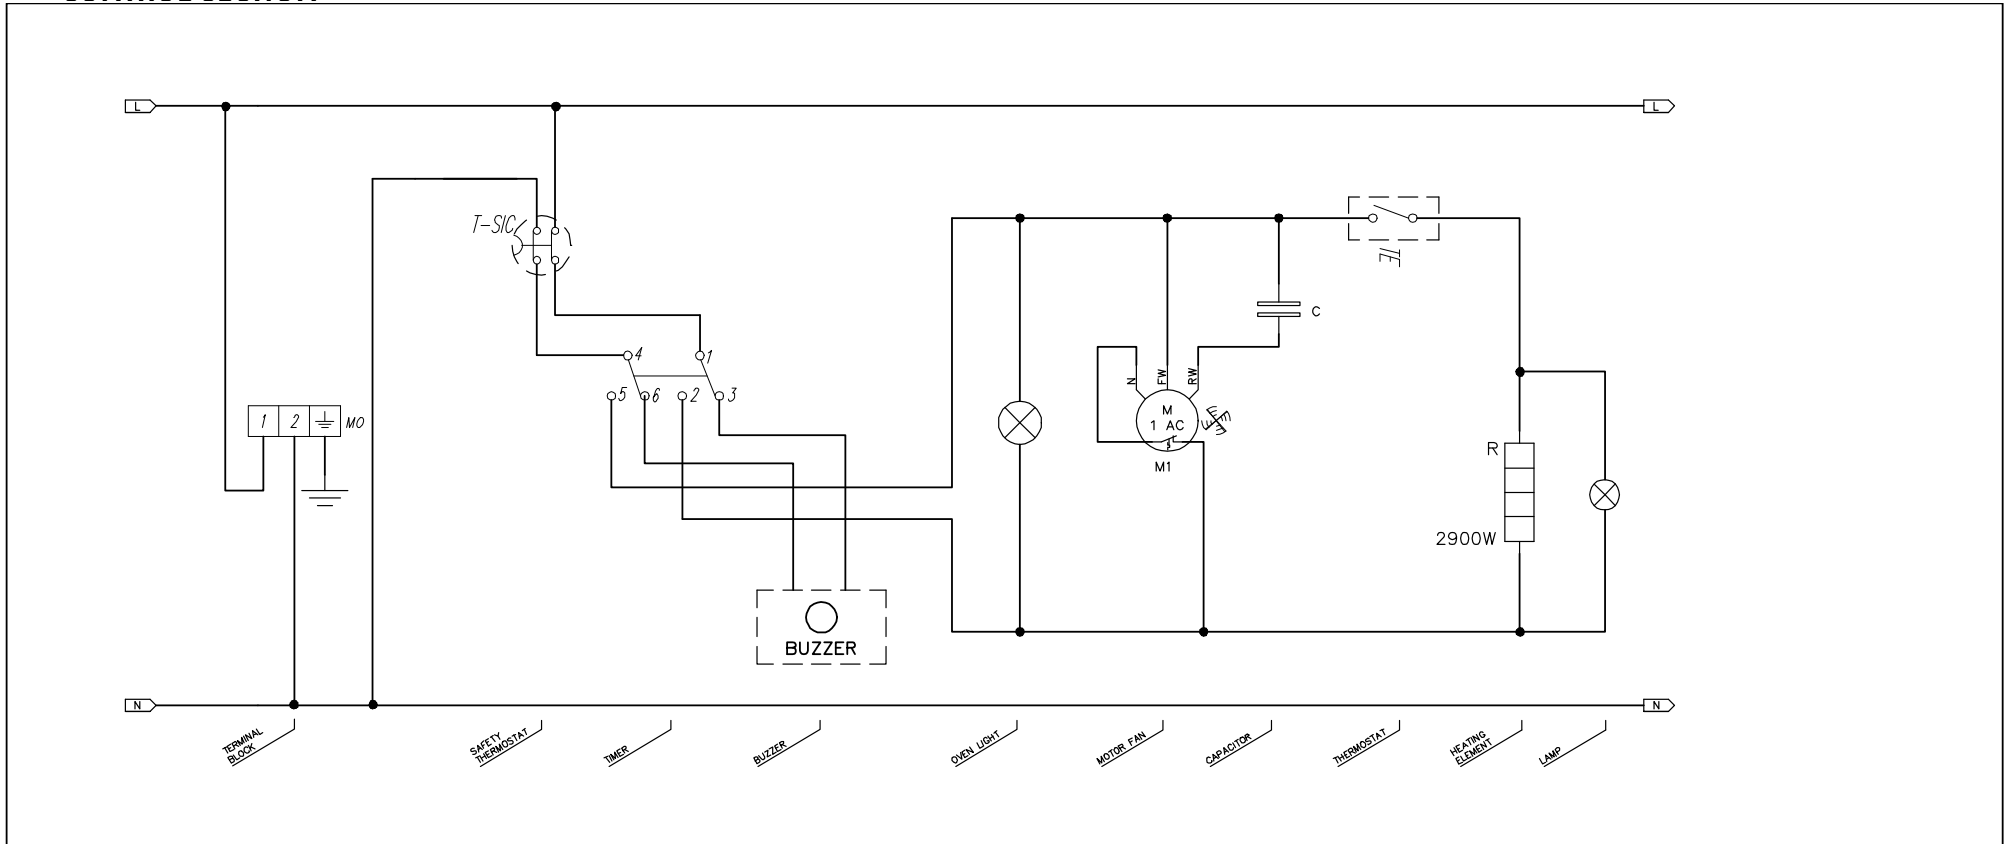 L L
T-SIC
TE
C
4 1
5 6 2 3
N FW RW
M
1 AC
M1
1 2 MO
R
2900W
BUZZER
N N
TERMINAL
BLOCK
SAFETY
THERMOSTAT
TIMER
BUZZER
OVEN LIGHT
MOTOR FAN
CAPACITOR
THERMOSTAT
HEATING
ELEMENT
LAMP